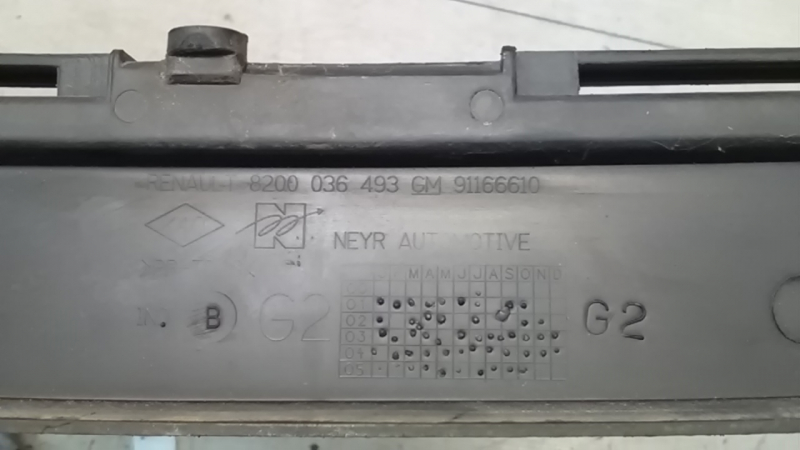 RENAULT 8200 036 493 GM 91166610
NEYR AUTOMOTIVE
M A M J J A S O N D
01
B G2 02 G2
03
04
05